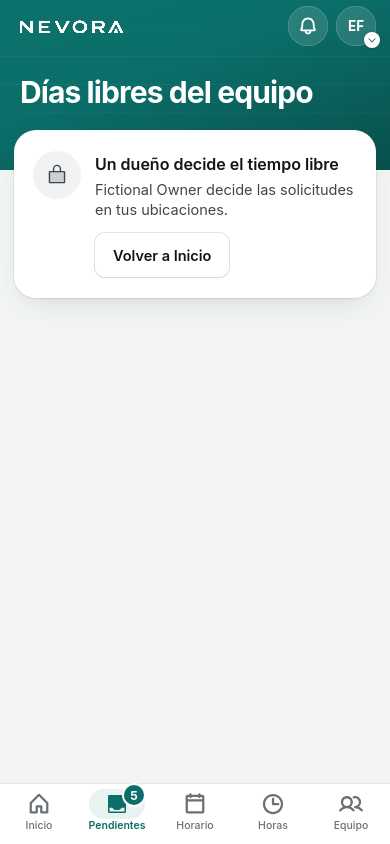 NEVORA
EF
Días libres del equipo
Un dueño decide el tiempo libre
Fictional Owner decide las solicitudes
en tus ubicaciones.
Volver a Inicio
5
Inicio
Pendientes
Horario
Horas
Equipo